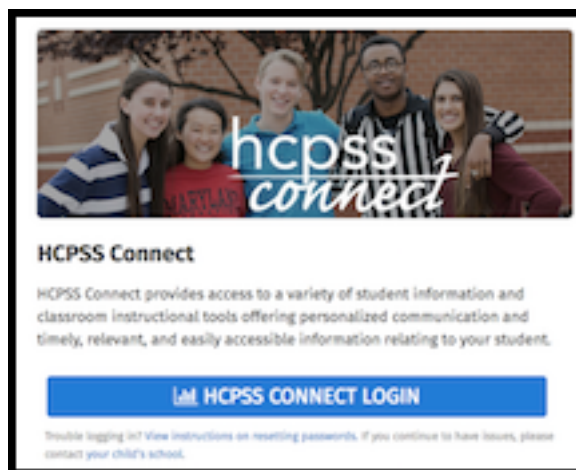 hcpss
connect
MARYLAND
HCPSS Connect
HCPSS Connect provides access to a variety of student information and
classroom instructional tools offering personalized communication and
timely, relevant, and easily accessible information relating to your student.
HCPSS CONNECT LOGIN
Trouble logging in? View instructions on resetting passwords. If you continue to have issues, please
contact your child's school.